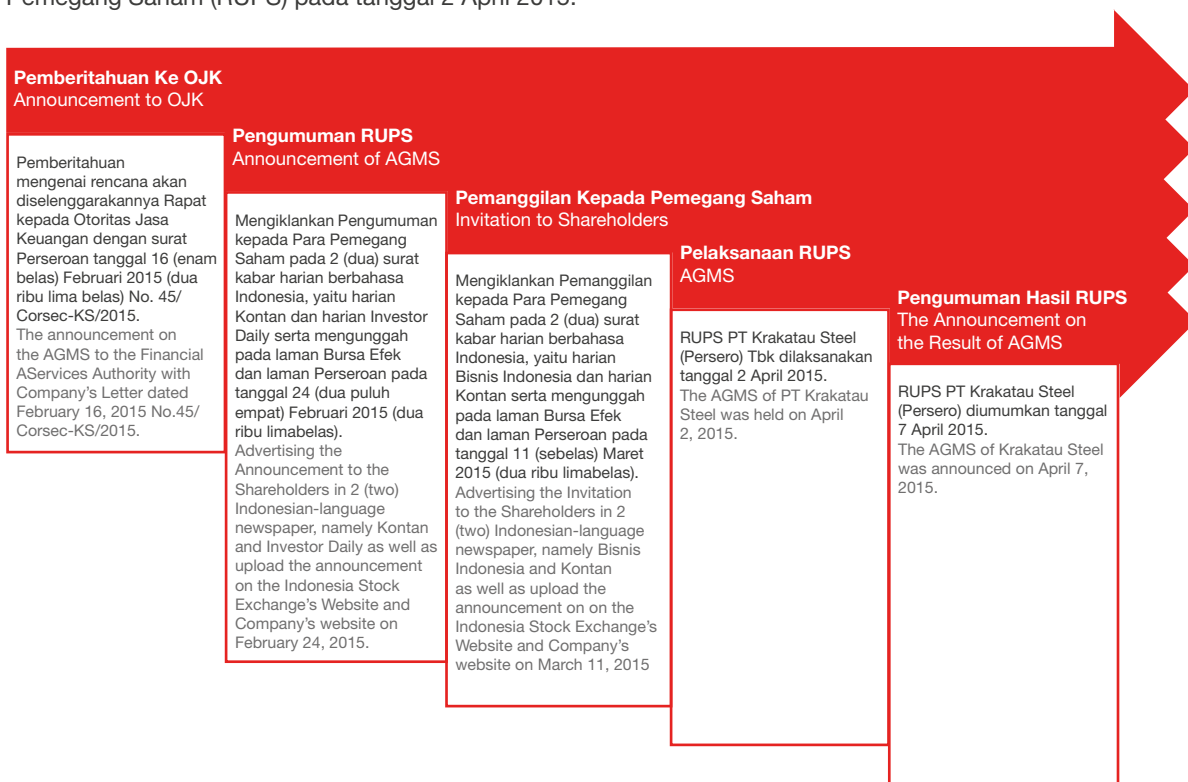 Pemegang Saham (RUPS) pada tanggal 2 April 2015.
Pemberitahuan Ke OJK
Announcement to OJK
Pemberitahuan
mengenai rencana akan
diselenggarakannya Rapat
kepada Otoritas Jasa
Keuangan dengan surat
Perseroan tanggal 16 (enam
belas) Februari 2015 (dua
ribu lima belas) No. 45/
Corsec-KS/2015.
The announcement on
the AGMS to the Financial
AServices Authority with
Company's Letter dated
February 16, 2015 No.45/
Corsec-KS/2015.
Pengumuman RUPS
Announcement of AGMS
Mengiklankan Pengumuman
kepada Para Pemegang
Saham pada 2 (dua) surat
kabar harian berbahasa
Indonesia, yaitu harian
Kontan dan harian Investor
Daily serta mengunggah
pada laman Bursa Efek
dan laman Perseroan pada
tanggal 24 (dua puluh
empat) Februari 2015 (dua
ribu limabelas).
Advertising the
Announcement to the
Shareholders in 2 (two)
Indonesian-language
newspaper, namely Kontan
and Investor Daily as well as
upload the announcement
on the Indonesia Stock
Exchange's Website and
Company's website on
February 24, 2015.
Pemanggilan Kepada Pemegang Saham
Invitation to Shareholders
Mengiklankan Pemanggilan
kepada Para Pemegang
Saham pada 2 (dua) surat
kabar harian berbahasa
Indonesia, yaitu harian
Bisnis Indonesia dan harian
Kontan serta mengunggah
pada laman Bursa Efek
dan laman Perseroan pada
tanggal 11 (sebelas) Maret
2015 (dua ribu limabelas).
Advertising the Invitation
to the Shareholders in 2
(two) Indonesian-language
newspaper, namely Bisnis
Indonesia and Kontan
as well as upload the
announcement on on the
Indonesia Stock Exchange's
Website and Company's
website on March 11, 2015
Pelaksanaan RUPS
AGMS
RUPS PT Krakatau Steel
(Persero) Tbk dilaksanakan
tanggal 2 April 2015.
The AGMS of PT Krakatau
Steel was held on April
2, 2015.
Pengumuman Hasil RUPS
The Announcement on
the Result of AGMS
RUPS PT Krakatau Steel
(Persero) diumumkan tanggal
7 April 2015.
The AGMS of Krakatau Steel
was announced on April 7,
2015.